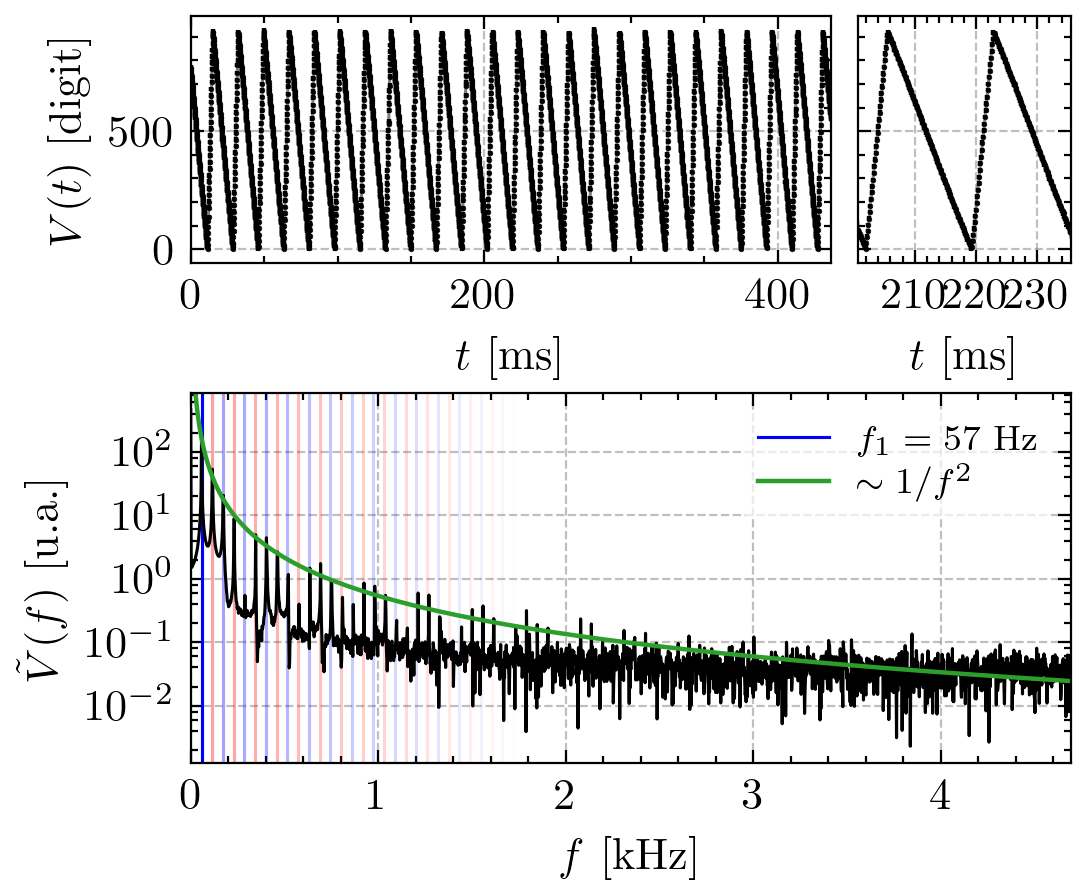 V(t) [digit]
500
0
0 200 400
t [ms]
210 220 230
t [ms]
Ṽ(f) [u.a.]
10²
10¹
10⁰
10⁻¹
10⁻²
f₁ = 57 Hz
~ 1/f²
0 1 2 3 4
f [kHz]